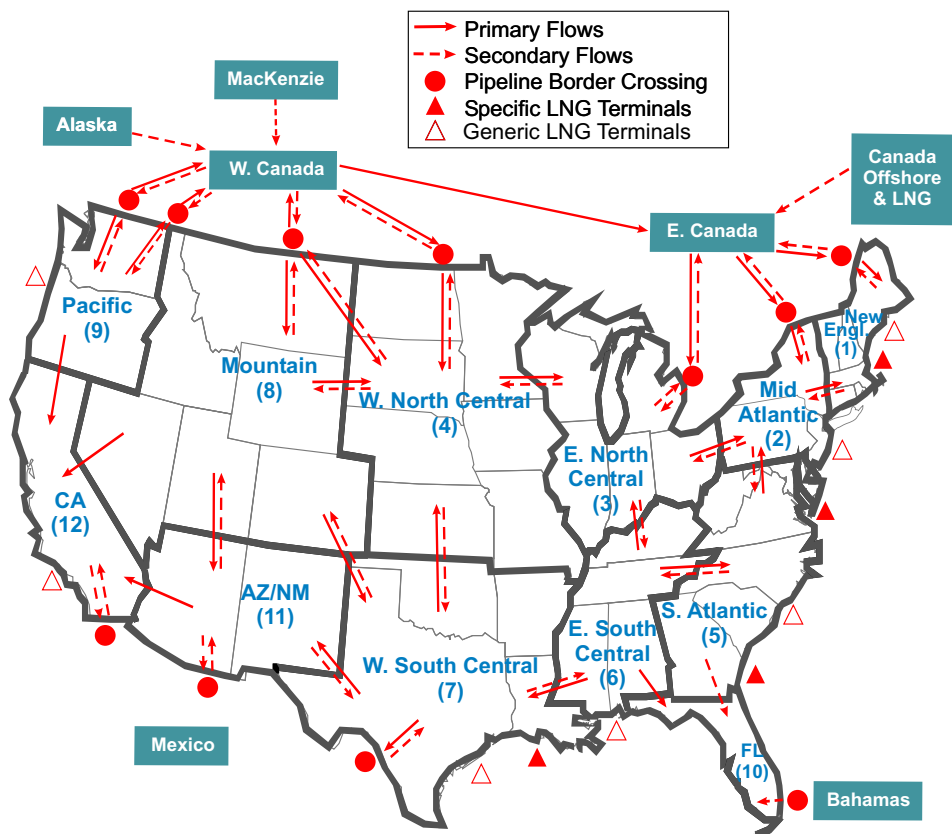 Primary Flows
Secondary Flows
Pipeline Border Crossing
Specific LNG Terminals
Generic LNG Terminals
MacKenzie
Alaska
W. Canada
Canada
Offshore
& LNG
E. Canada
Pacific
(9)
Mountain
(8)
W. North Central
(4)
New
Engl.
(1)
Mid
Atlantic
(2)
E. North
Central
(3)
CA
(12)
AZ/NM
(11)
S. Atlantic
(5)
E. South
Central
(6)
W. South Central
(7)
Mexico
FL
(10)
Bahamas